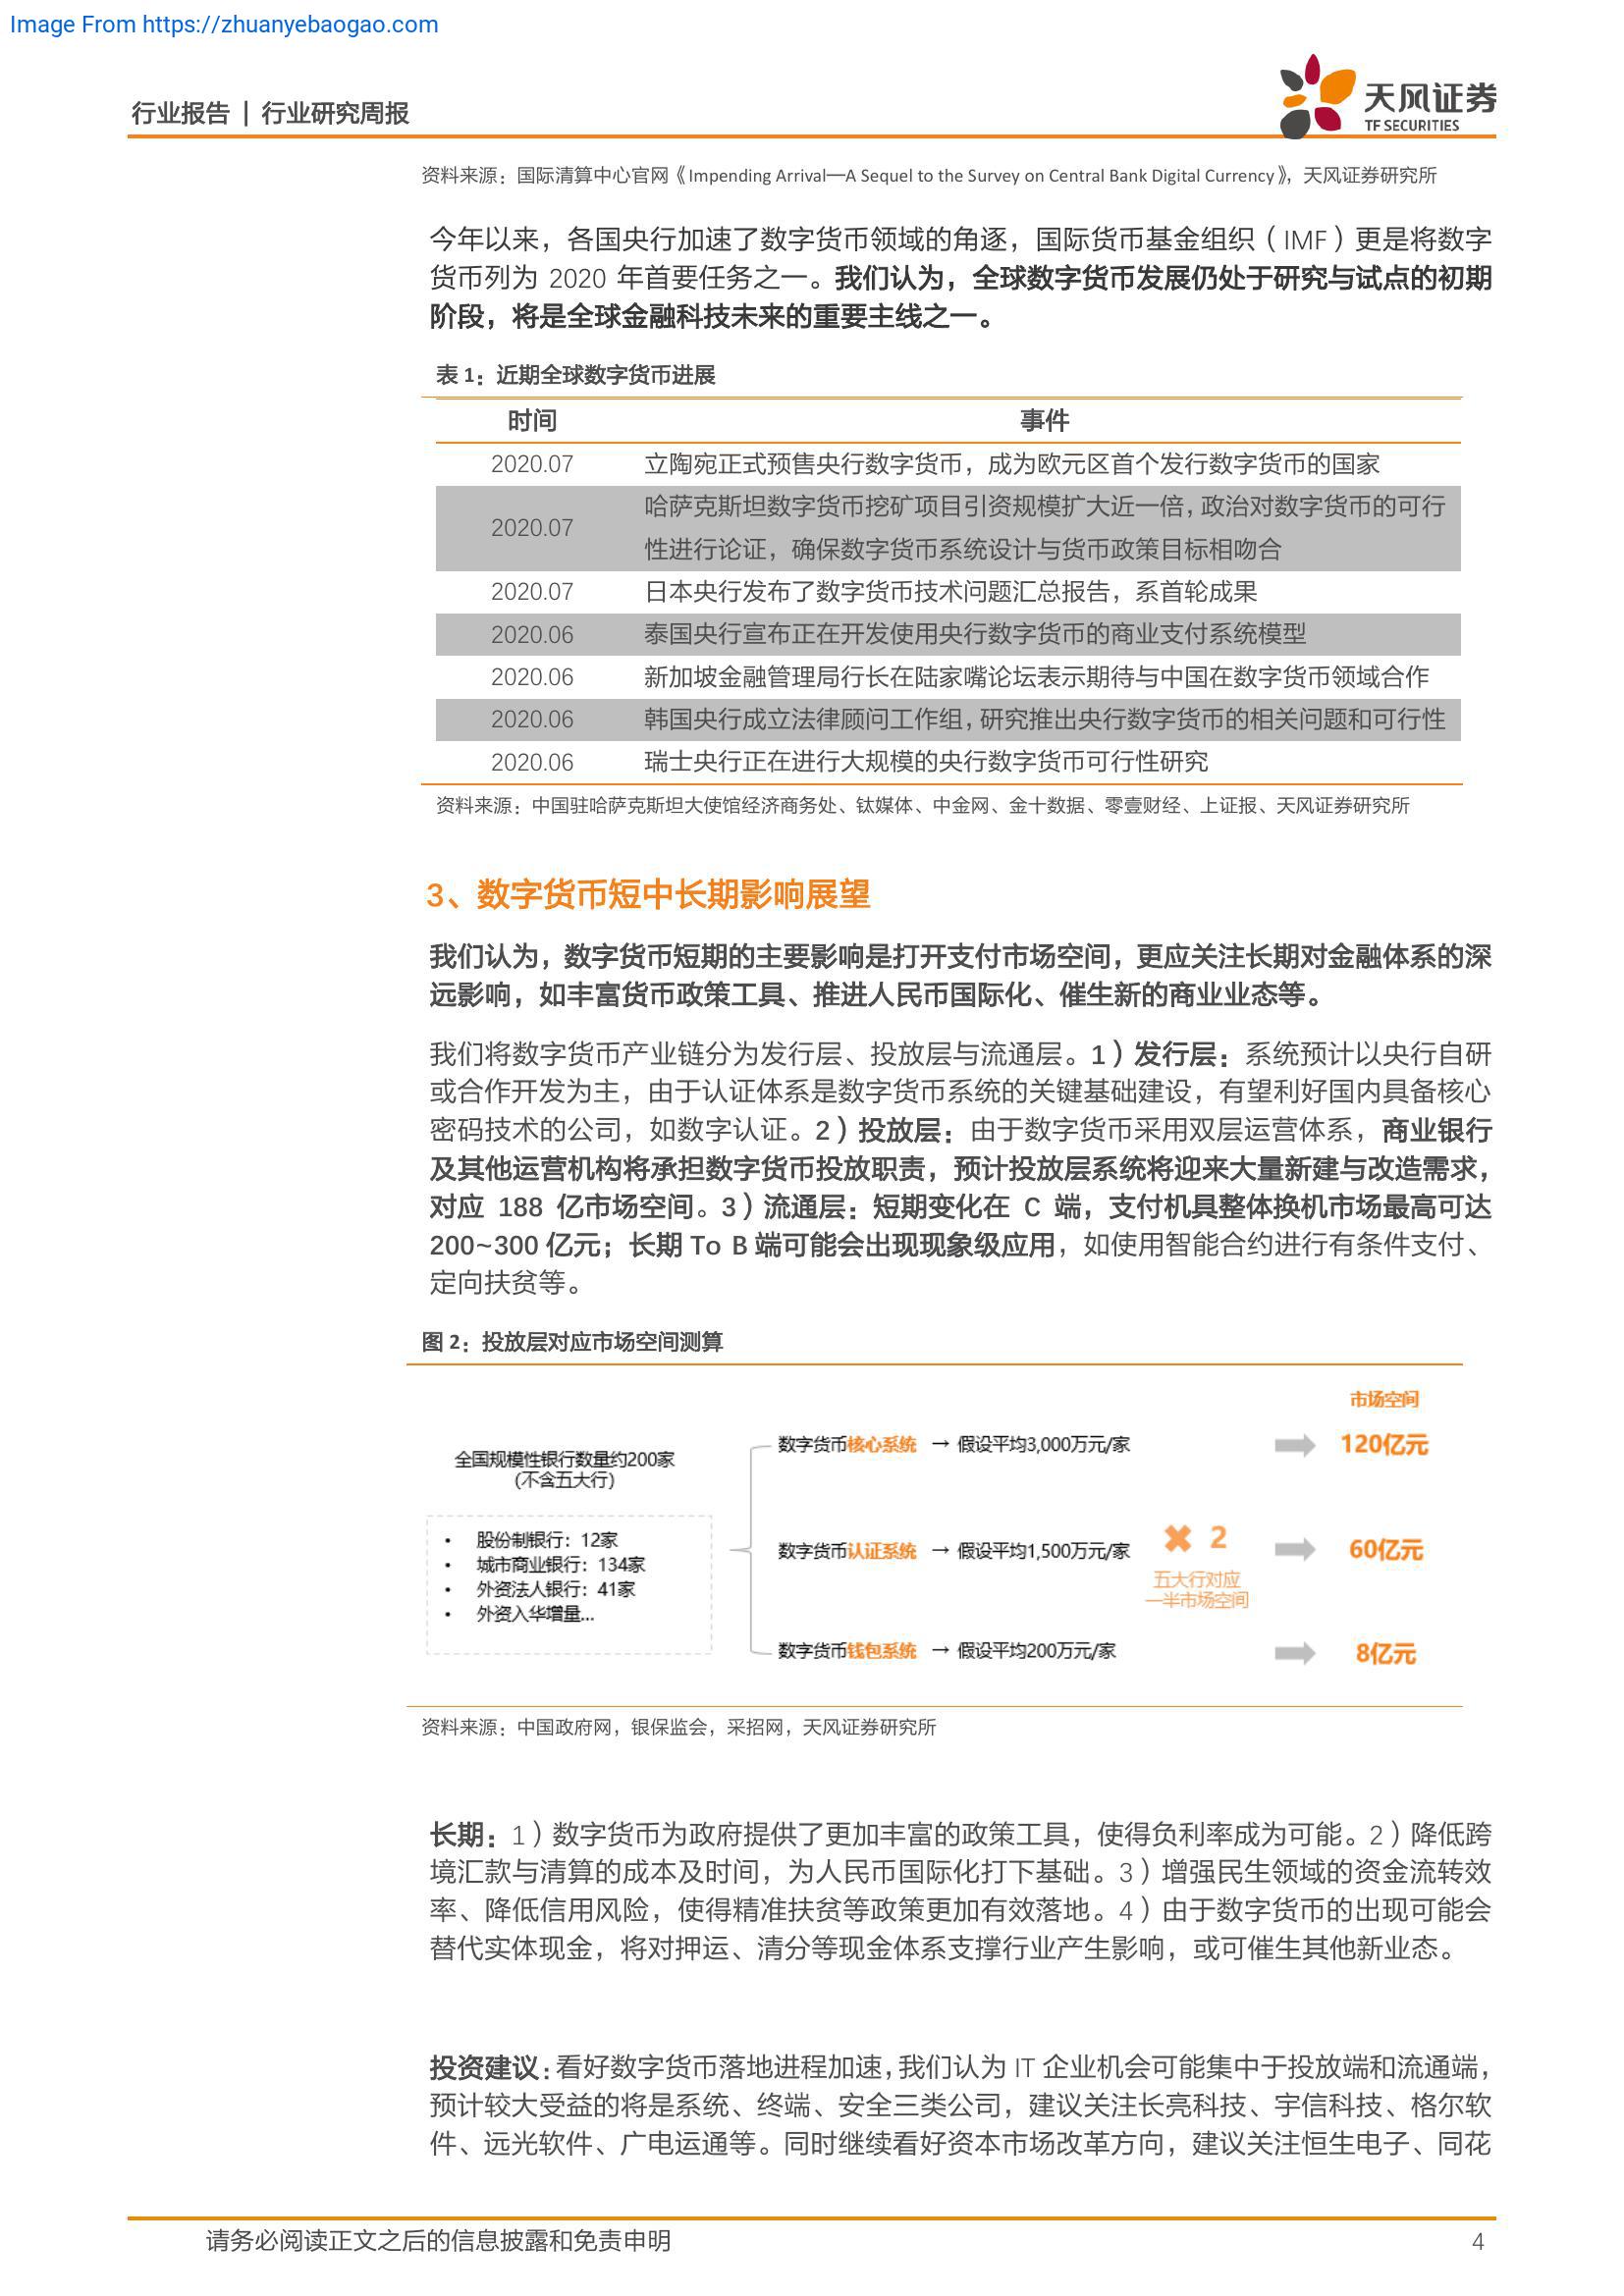 Image From https://zhuanyebaogao.com
行业报告 | 行业研究周报
天风证券
TF SECURITIES
资料来源：国际清算中心官网《Impending Arrival—A Sequel to the Survey on Central Bank Digital Currency》，天风证券研究所
今年以来，各国央行加速了数字货币领域的角逐，国际货币基金组织（IMF）更是将数字
货币列为 2020 年首要任务之一。我们认为，全球数字货币发展仍处于研究与试点的初期
阶段，将是全球金融科技未来的重要主线之一。
表 1：近期全球数字货币进展
时间 事件
2020.07 立陶宛正式预售央行数字货币，成为欧元区首个发行数字货币的国家
2020.07 哈萨克斯坦数字货币挖矿项目引资规模扩大近一倍，政治对数字货币的可行
性进行论证，确保数字货币系统设计与货币政策目标相吻合
2020.07 日本央行发布了数字货币技术问题汇总报告，系首轮成果
2020.06 泰国央行宣布正在开发使用央行数字货币的商业支付系统模型
2020.06 新加坡金融管理局行长在陆家嘴论坛表示期待与中国在数字货币领域合作
2020.06 韩国央行成立法律顾问工作组，研究推出央行数字货币的相关问题和可行性
2020.06 瑞士央行正在进行大规模的央行数字货币可行性研究
资料来源：中国驻哈萨克斯坦大使馆经济商务处、钛媒体、中金网、金十数据、零壹财经、上证报、天风证券研究所
3、数字货币短中长期影响展望
我们认为，数字货币短期的主要影响是打开支付市场空间，更应关注长期对金融体系的深
远影响，如丰富货币政策工具、推进人民币国际化、催生新的商业业态等。
我们将数字货币产业链分为发行层、投放层与流通层。1）发行层：系统预计以央行自研
或合作开发为主，由于认证体系是数字货币系统的关键基础建设，有望利好国内具备核心
密码技术的公司，如数字认证。2）投放层：由于数字货币采用双层运营体系，商业银行
及其他运营机构将承担数字货币投放职责，预计投放层系统将迎来大量新建与改造需求，
对应 188 亿市场空间。3）流通层：短期变化在 C 端，支付机具整体换机市场最高可达
200~300 亿元；长期 To B 端可能会出现现象级应用，如使用智能合约进行有条件支付、
定向扶贫等。
图 2：投放层对应市场空间测算
市场空间
全国规模性银行数量约200家
(不含五大行)
• 股份制银行：12家
• 城市商业银行：134家
• 外资法人银行：41家
• 外资入华增量...
数字货币核心系统 → 假设平均3,000万元/家 120亿元
数字货币认证系统 → 假设平均1,500万元/家 ✖ 2 60亿元
五大行对应
一半市场空间
数字货币钱包系统 → 假设平均200万元/家 8亿元
资料来源：中国政府网，银保监会，采招网，天风证券研究所
长期：1）数字货币为政府提供了更加丰富的政策工具，使得负利率成为可能。2）降低跨
境汇款与清算的成本及时间，为人民币国际化打下基础。3）增强民生领域的资金流转效
率、降低信用风险，使得精准扶贫等政策更加有效落地。4）由于数字货币的出现可能会
替代实体现金，将对押运、清分等现金体系支撑行业产生影响，或可催生其他新业态。
投资建议：看好数字货币落地进程加速，我们认为 IT 企业机会可能集中于投放端和流通端，
预计较大受益的将是系统、终端、安全三类公司，建议关注长亮科技、宇信科技、格尔软
件、远光软件、广电运通等。同时继续看好资本市场改革方向，建议关注恒生电子、同花
请务必阅读正文之后的信息披露和免责申明 4